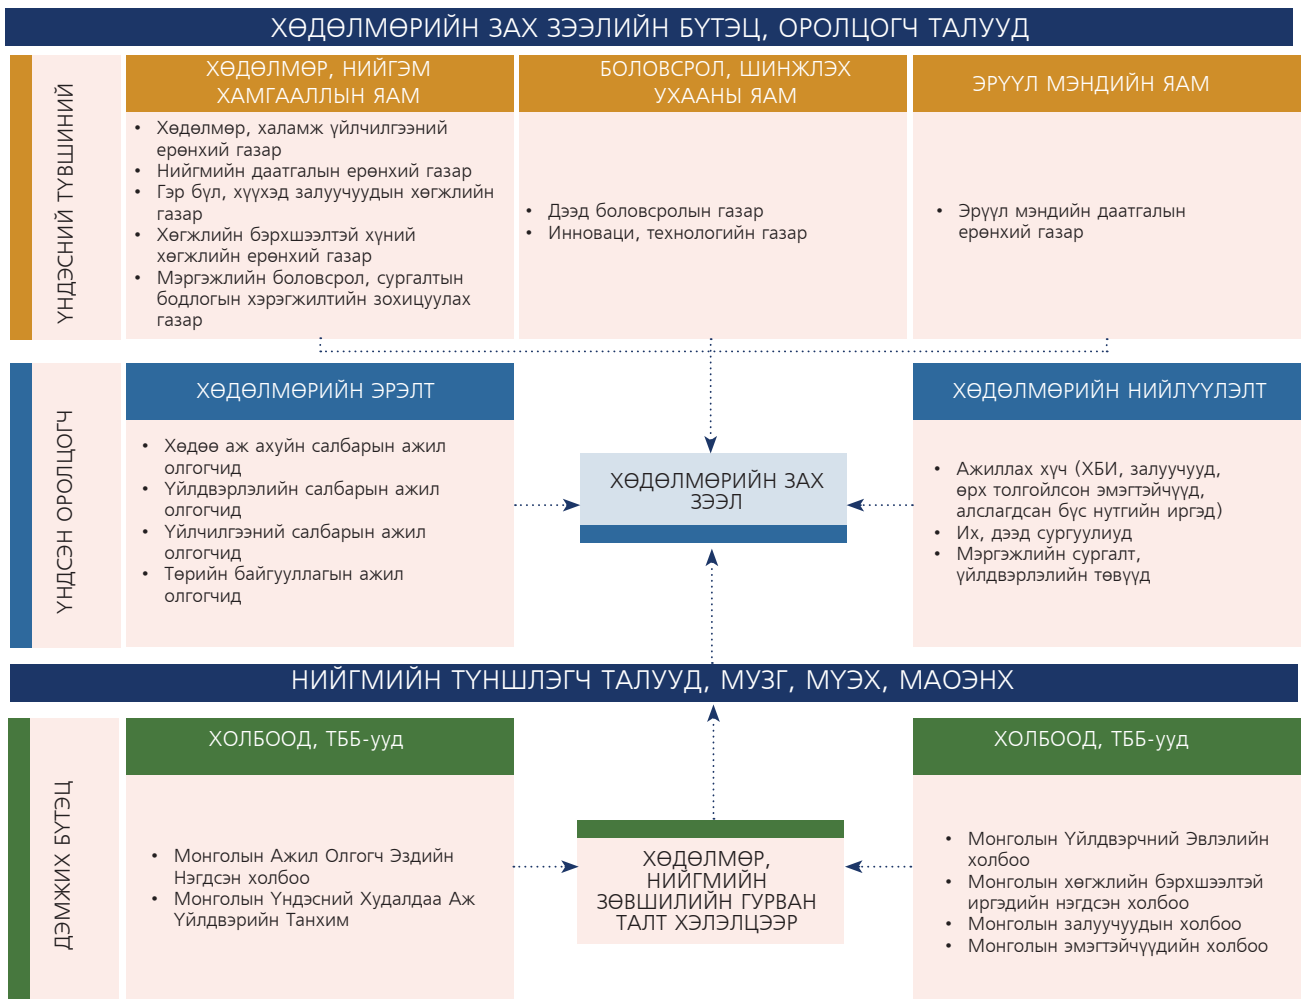 ХӨДӨЛМӨРИЙН ЗАХ ЗЭЭЛИЙН БҮТЭЦ, ОРОЛЦОГЧ ТАЛУУД
ҮНДЭСНИЙ ТҮВШИНИЙ
ХӨДӨЛМӨР, НИЙГЭМ
ХАМГААЛЛЫН ЯАМ
• Хөдөлмөр, халамж үйлчилгээний
ерөнхий газар
• Нийгмийн даатгалын ерөнхий газар
• Гэр бүл, хүүхэд залуучуудын хөгжлийн
газар
• Хөгжлийн бэрхшээлтэй хүний
хөгжлийн ерөнхий газар
• Мэргэжлийн боловсрол, сургалтын
бодлогын хэрэгжилтийн зохицуулах
газар
БОЛОВСРОЛ, ШИНЖЛЭХ
УХААНЫ ЯАМ
• Дээд боловсролын газар
• Инноваци, технологийн газар
ЭРҮҮЛ МЭНДИЙН ЯАМ
• Эрүүл мэндийн даатгалын
ерөнхий газар
ҮНДСЭН ОРОЛЦОГЧ
ХӨДӨЛМӨРИЙН ЭРЭЛТ
• Хөдөө аж ахуйн салбарын ажил
олгогчид
• Үйлдвэрлэлийн салбарын ажил
олгогчид
• Үйлчилгээний салбарын ажил
олгогчид
• Төрийн байгууллагын ажил
олгогчид
ХӨДӨЛМӨРИЙН ЗАХ
ЗЭЭЛ
ХӨДӨЛМӨРИЙН НИЙЛҮҮЛЭЛТ
• Ажиллах хүч (ХБИ, залуучууд,
өрх толгойлсон эмэгтэйчүүд,
алслагдсан бүс нутгийн иргэд)
• Их, дээд сургуулиуд
• Мэргэжлийн сургалт,
үйлдвэрлэлийн төвүүд
НИЙГМИЙН ТҮНШЛЭГЧ ТАЛУУД, МУЗГ, МҮЭХ, МАОЭНХ
ДЭМЖИХ БҮТЭЦ
ХОЛБООД, ТББ-ууд
• Монголын Ажил Олгогч Эздийн
Нэгдсэн холбоо
• Монголын Үндэсний Худалдаа Аж
Үйлдвэрийн Танхим
ХӨДӨЛМӨР,
НИЙГМИЙН
ЗӨВШИЛИЙН ГУРВАН
ТАЛТ ХЭЛЭЛЦЭЭР
ХОЛБООД, ТББ-ууд
• Монголын Үйлдвэрчний Эвлэлийн
холбоо
• Монголын хөгжлийн бэрхшээлтэй
иргэдийн нэгдсэн холбоо
• Монголын залуучуудын холбоо
• Монголын эмэгтэйчүүдийн холбоо